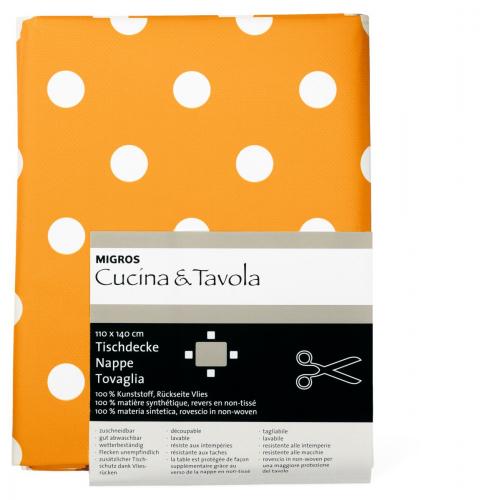 MIGROS
Cucina & Tavola
110 x 140 cm
Tischdecke
Nappe
Tovaglia
100 % Kunststoff, Rückseite Vlies
100 % matière synthétique, revers en non-tissé
100 % materia sintetica, rovescio in non-woven
· zuschneidbar
· gut abwaschbar
· wetterbeständig
· Flecken unempfindlich
· zusätzlicher Tisch-
schutz dank Vlies-
rücken
· découpable
· lavable
· résiste aux intempéries
· résistante aux taches
· la table est protégée de façon
supplémentaire grâce au
verso de la nappe en non-tissé
· tagliabile
· lavabile
· resistente alle intemperie
· resistente alle macchie
· rovescio in non-woven per
una maggiore protezione
del tavolo